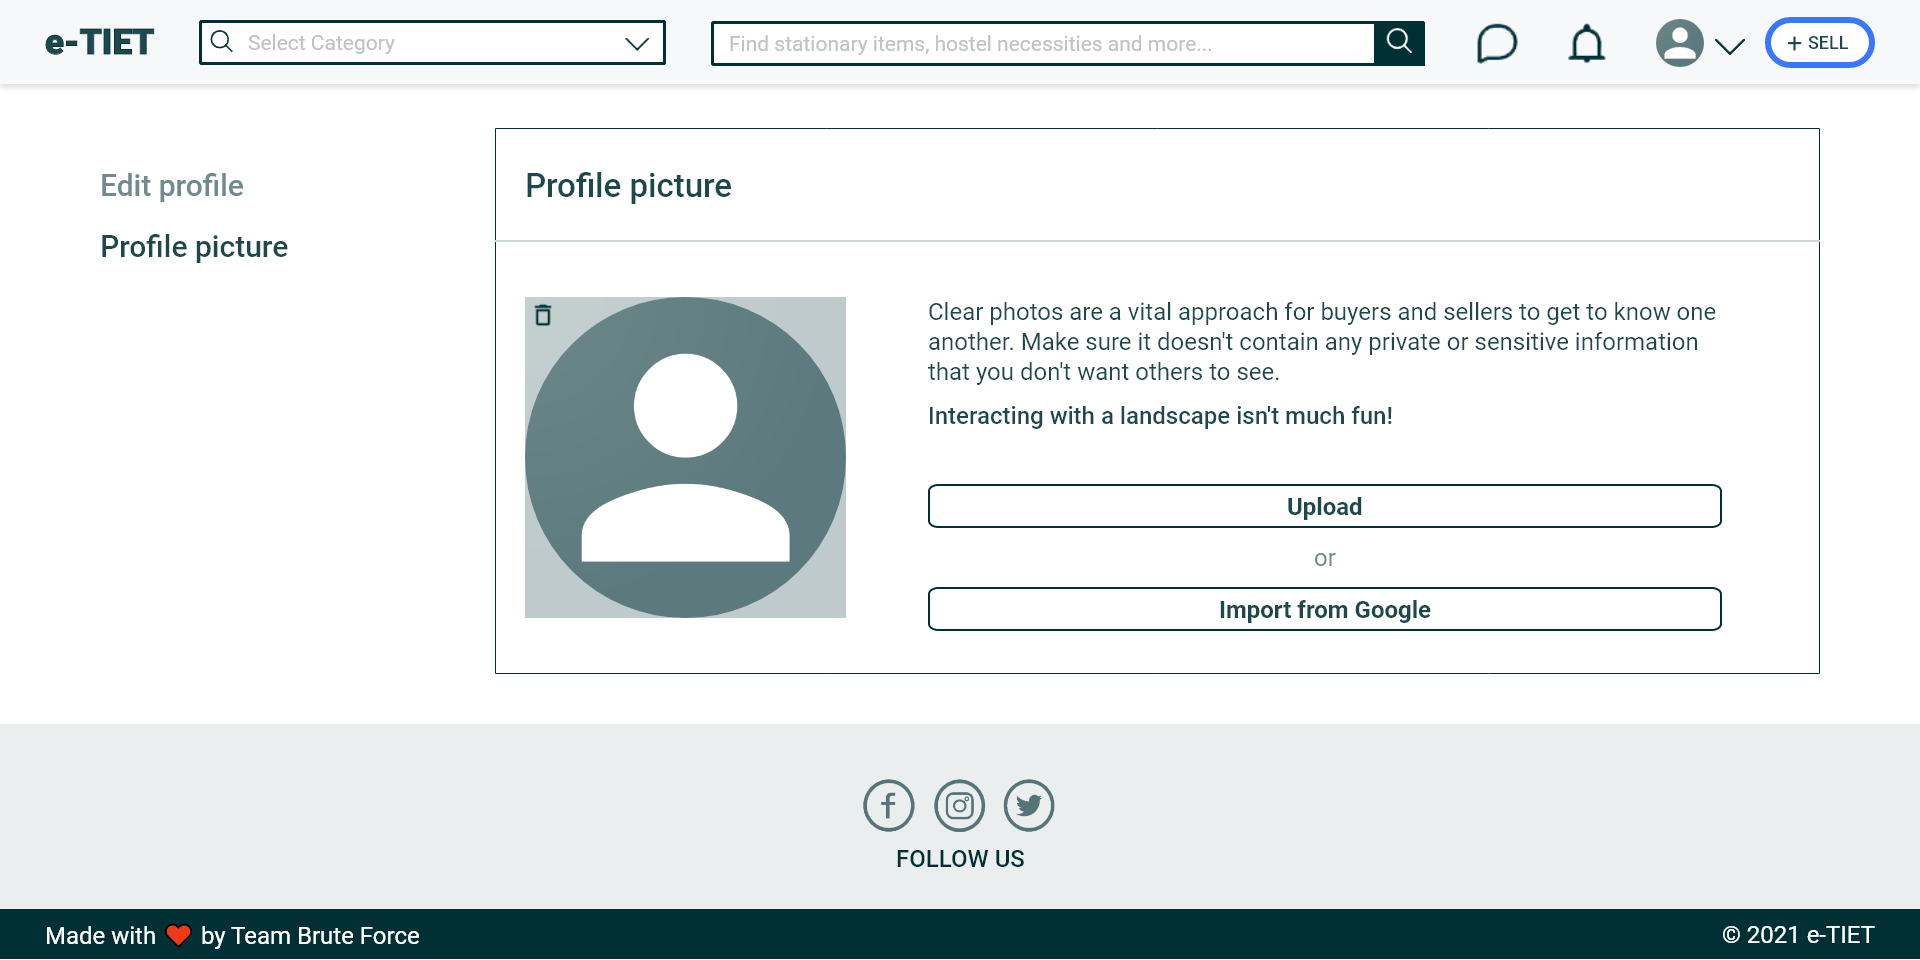 e-TIET
Select Category
Find stationary items, hostel necessities and more...
+ SELL
Edit profile
Profile picture
Profile picture
Clear photos are a vital approach for buyers and sellers to get to know one
another. Make sure it doesn't contain any private or sensitive information
that you don't want others to see.
Interacting with a landscape isn't much fun!
Upload
or
Import from Google
FOLLOW US
Made with ❤ by Team Brute Force
© 2021 e-TIET